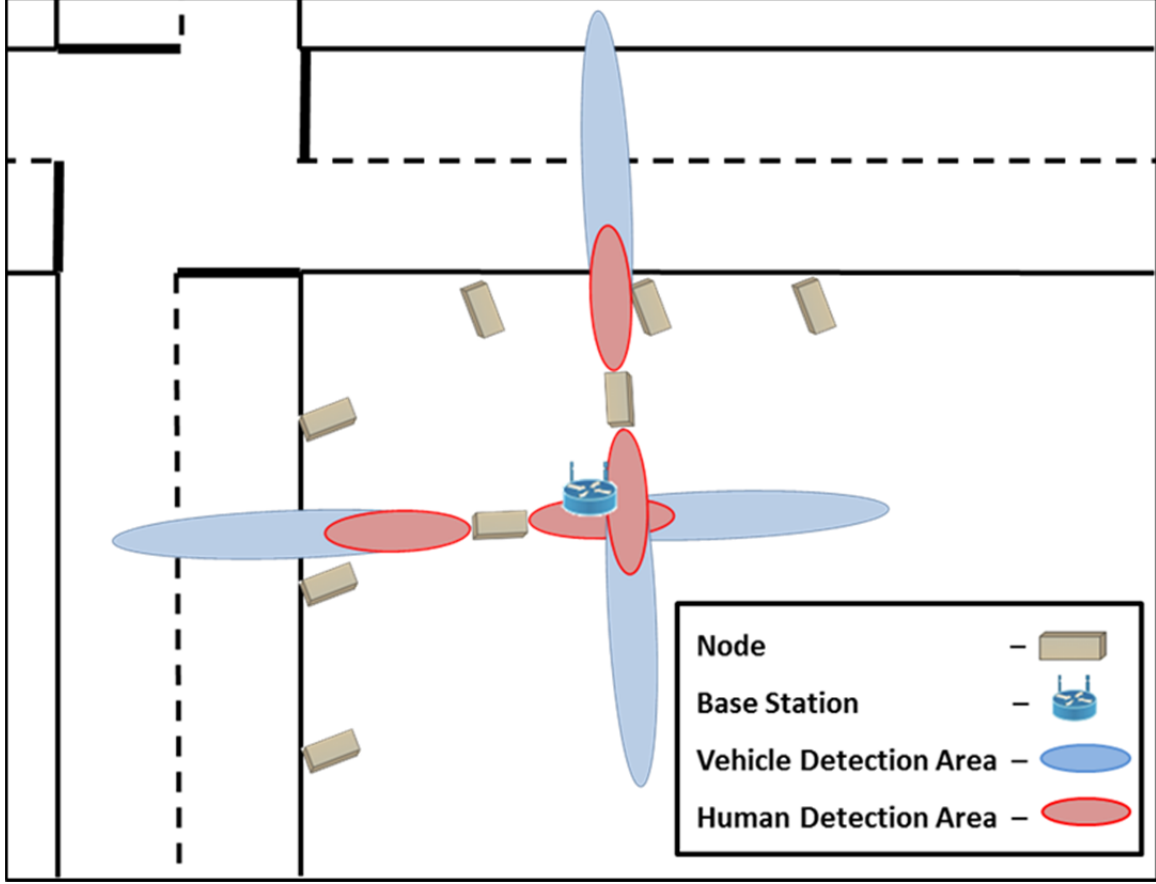 Node –
Base Station –
Vehicle Detection Area –
Human Detection Area –